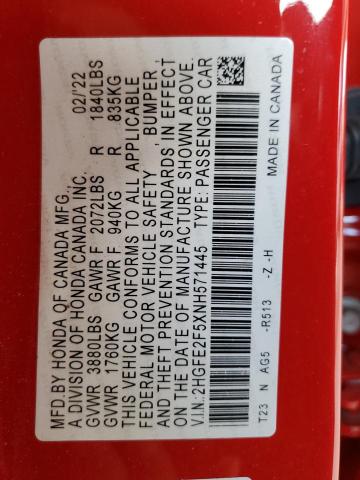 MFD.BY HONDA OF CANADA MFG., 02/'22
A DIVISION OF HONDA CANADA INC.
GVWR 3880LBS GAWR F 2072LBS R 1840LBS
GVWR 1760KG GAWR F 940KG R 835KG
THIS VEHICLE CONFORMS TO ALL APPLICABLE
FEDERAL MOTOR VEHICLE SAFETY , BUMPER ,
AND THEFT PREVENTION STANDARDS IN EFFECT
ON THE DATE OF MANUFACTURE SHOWN ABOVE.
V.I.N.: 2HGFE2F5XNH571445 TYPE: PASSENGER CAR
T23 N AG5 -R513 -Z -H MADE IN CANADA